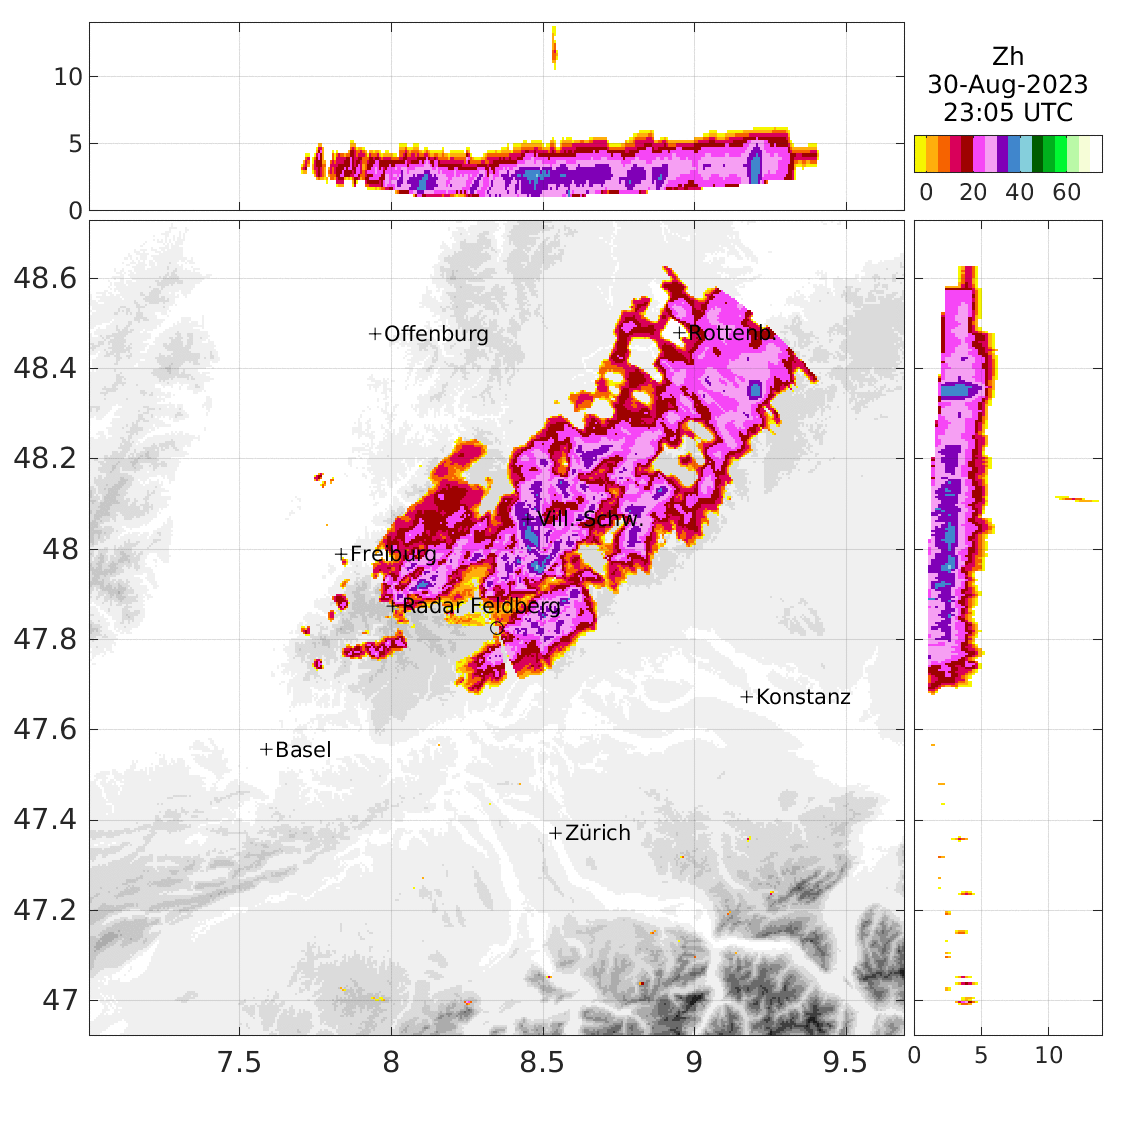 10
5
0
Zh
30-Aug-2023
23:05 UTC
0 20 40 60
48.6
48.4
48.2
48
47.8
47.6
47.4
47.2
47
+Offenburg
+Rottenb.
+Vill.-Schw.
+Freiburg
+Radar Feldberg
+Konstanz
+Basel
+Zürich
7.5 8 8.5 9 9.5
0 5 10